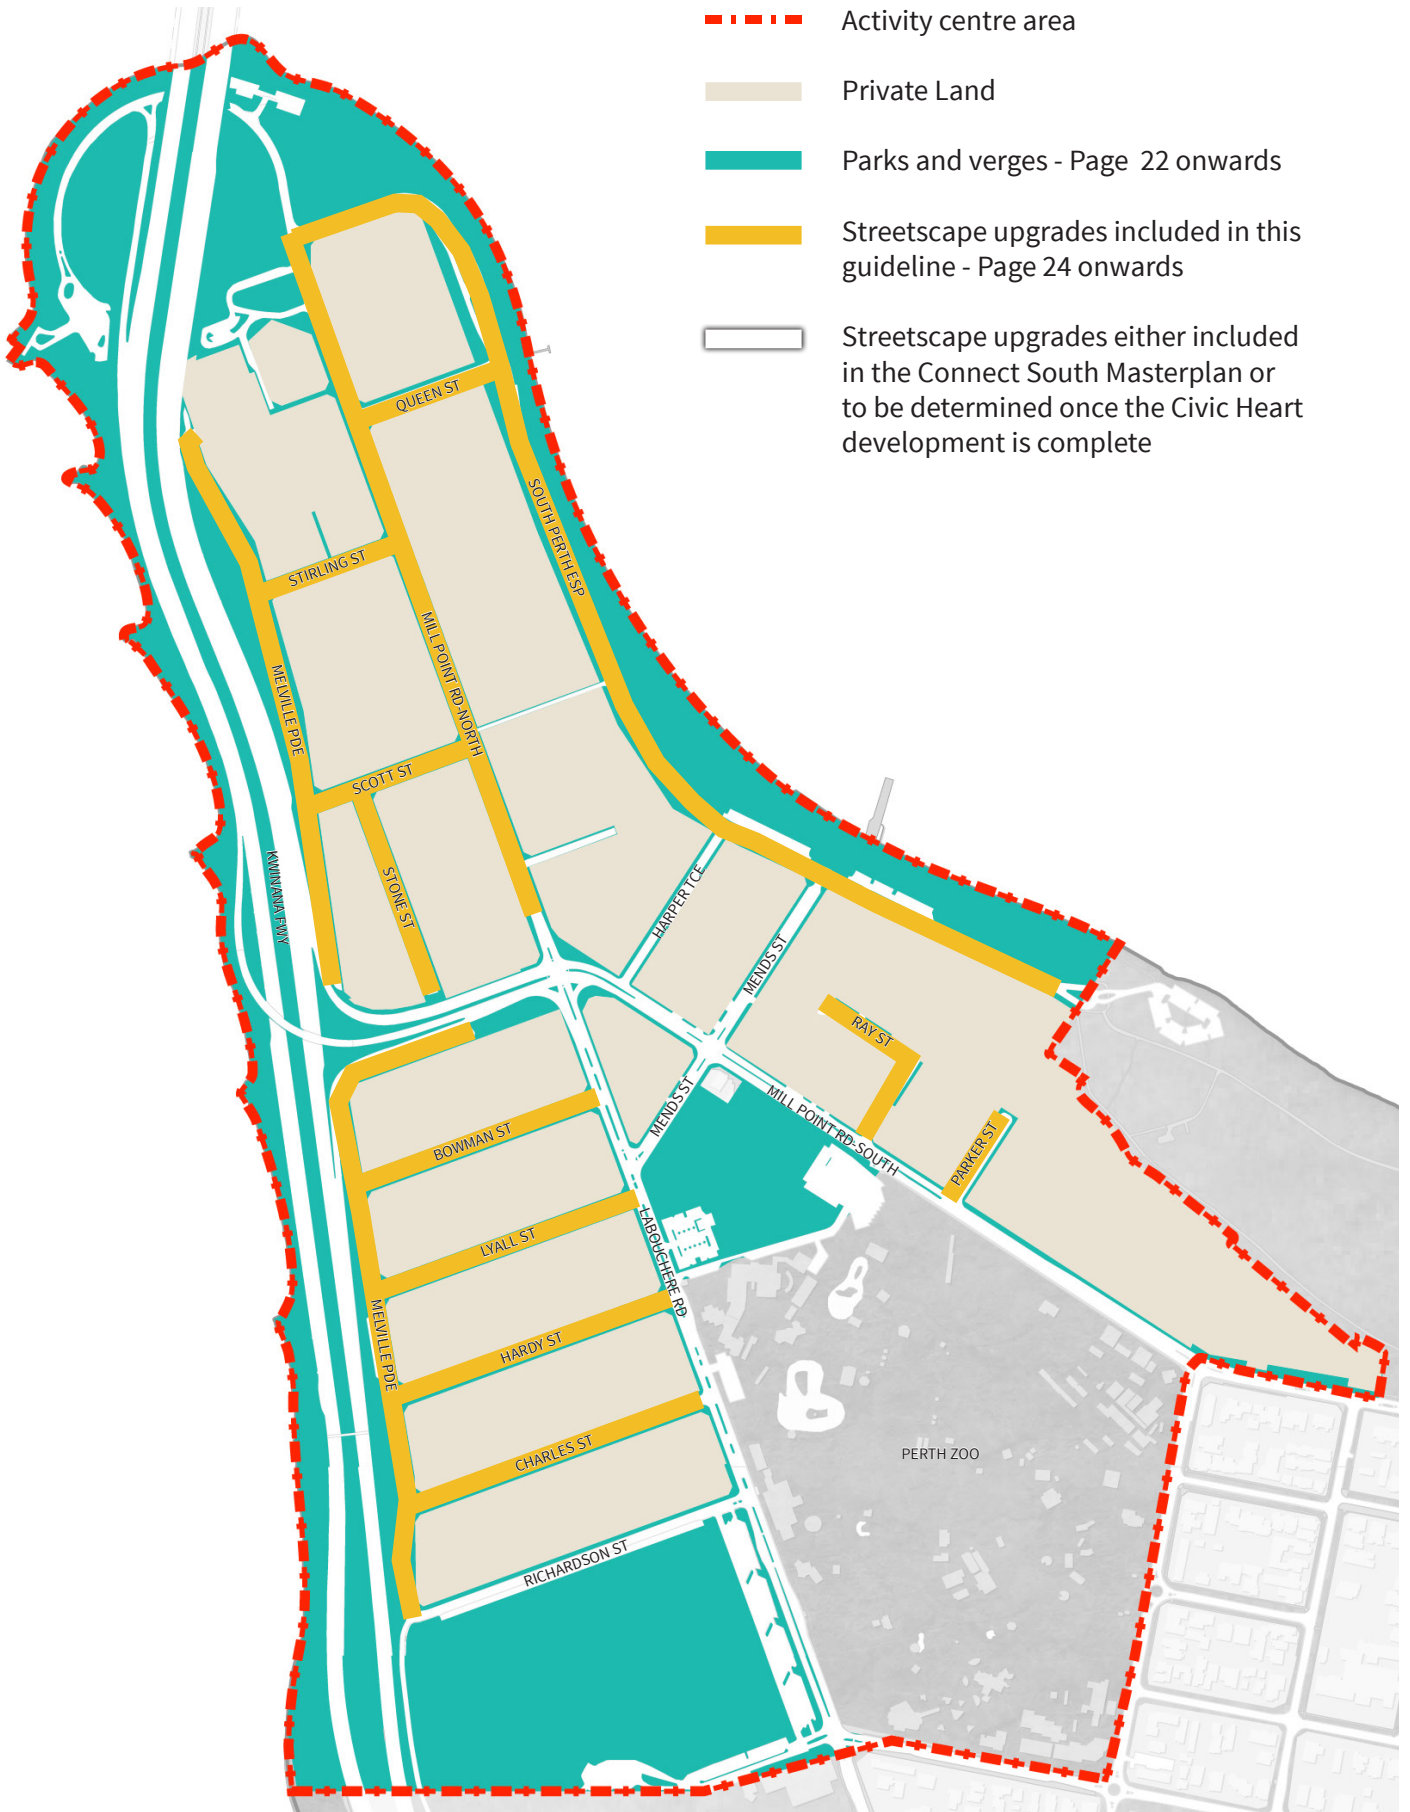 Activity centre area
Private Land
Parks and verges - Page 22 onwards
Streetscape upgrades included in this
guideline - Page 24 onwards
Streetscape upgrades either included
in the Connect South Masterplan or
to be determined once the Civic Heart
development is complete
QUEEN ST
SOUTH PERTH ESP
STIRLING ST
MILL POINT RD-NORTH
MELVILLE PDE
SCOTT ST
STONE ST
KWINANA FWY
HARPER TCE
MENDS ST
RAY ST
MENDS ST
MILL POINT RD-SOUTH
PARKER ST
BOWMAN ST
LYALL ST
LABOUCHERE RD
HARDY ST
MELVILLE PDE
CHARLES ST
PERTH ZOO
RICHARDSON ST